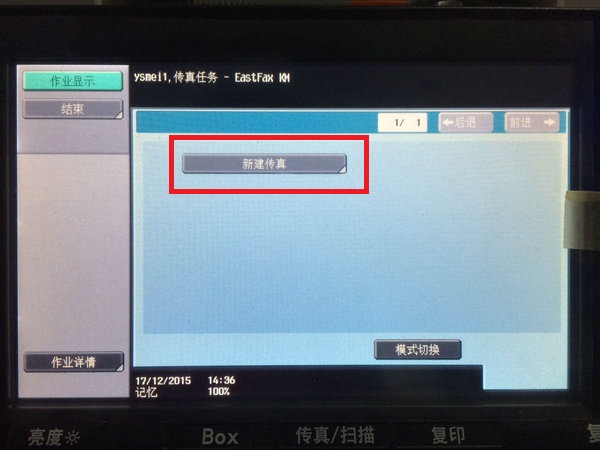 作业显示
ysmei1,传真任务 - EastFax KM
结束
1/ 1
后退
前进
新建传真
模式切换
作业详情
17/12/2015 14:36
记忆 100%
亮度
Box
传真/扫描
复印